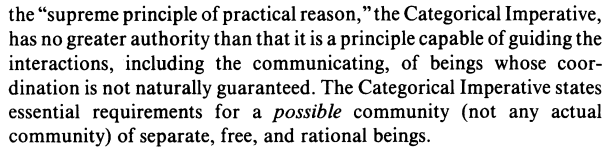 the “supreme principle of practical reason,” the Categorical Imperative,
has no greater authority than that it is a principle capable of guiding the
interactions, including the communicating, of beings whose coor-
dination is not naturally guaranteed. The Categorical Imperative states
essential requirements for a possible community (not any actual
community) of separate, free, and rational beings.